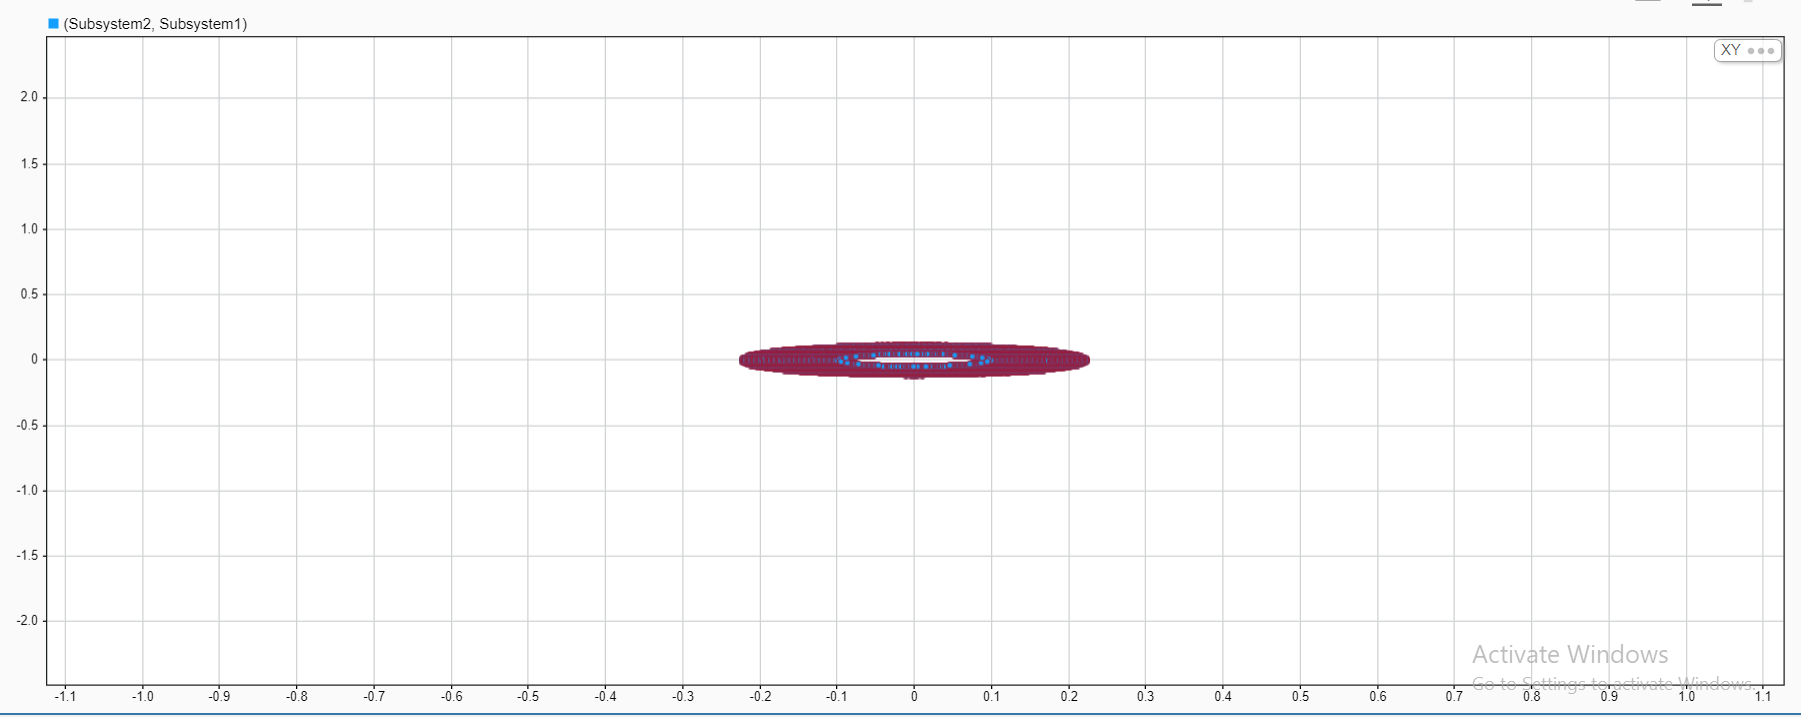 (Subsystem2, Subsystem1)
XY
2.0
1.5
1.0
0.5
0
-0.5
-1.0
-1.5
-2.0
Activate Windows
Go to Settings to activate Windows.
-1.1 -1.0 -0.9 -0.8 -0.7 -0.6 -0.5 -0.4 -0.3 -0.2 -0.1 0 0.1 0.2 0.3 0.4 0.5 0.6 0.7 0.8 0.9 1.0 1.1